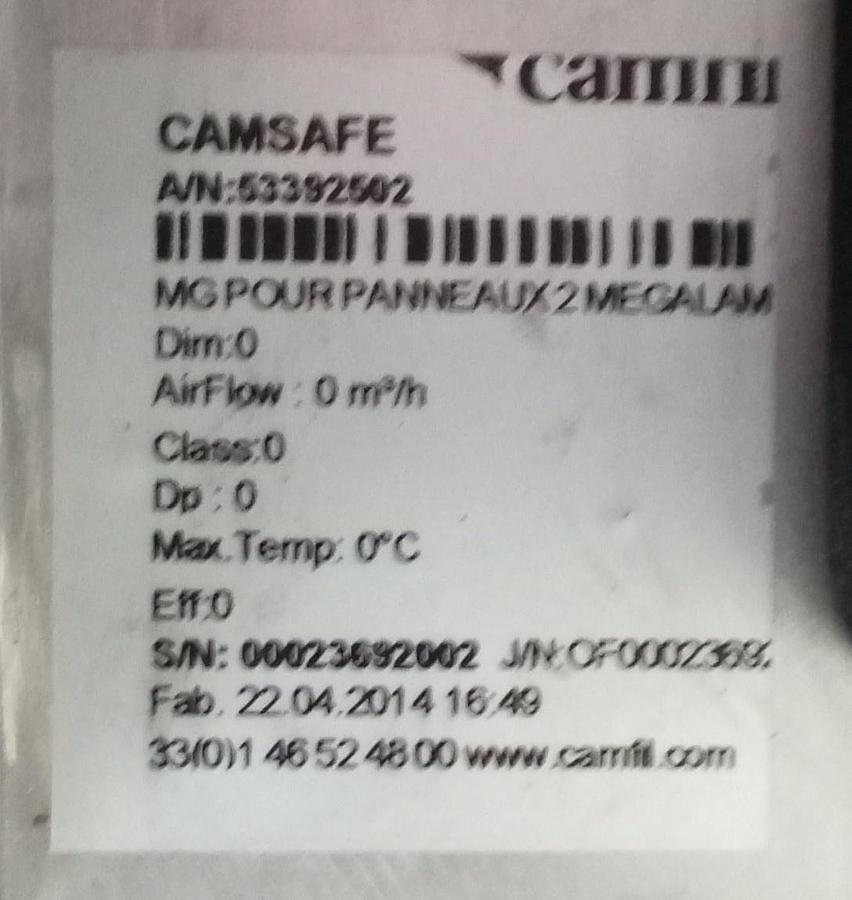 camfil
CAMSAFE
A/N:53392502
MG POUR PANNEAUX 2 MEGALAM
Dim:0
AirFlow : 0 m³/h
Class:0
Dp : 0
Max.Temp: 0°C
Eff:0
S/N: 00023692002 J/N:OF0002369
Fab. 22.04.2014 16:49
33(0)1 46 52 48 00 www.camfil.com